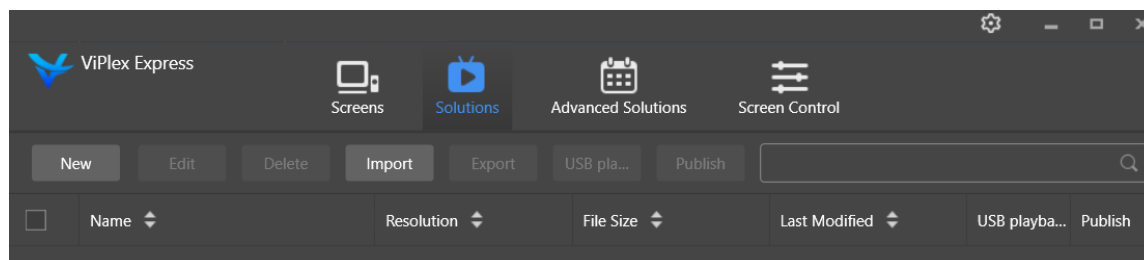 ViPlex Express
Screens
Solutions
Advanced Solutions
Screen Control
New
Edit
Delete
Import
Export
USB pla...
Publish
Name
Resolution
File Size
Last Modified
USB playba...
Publish